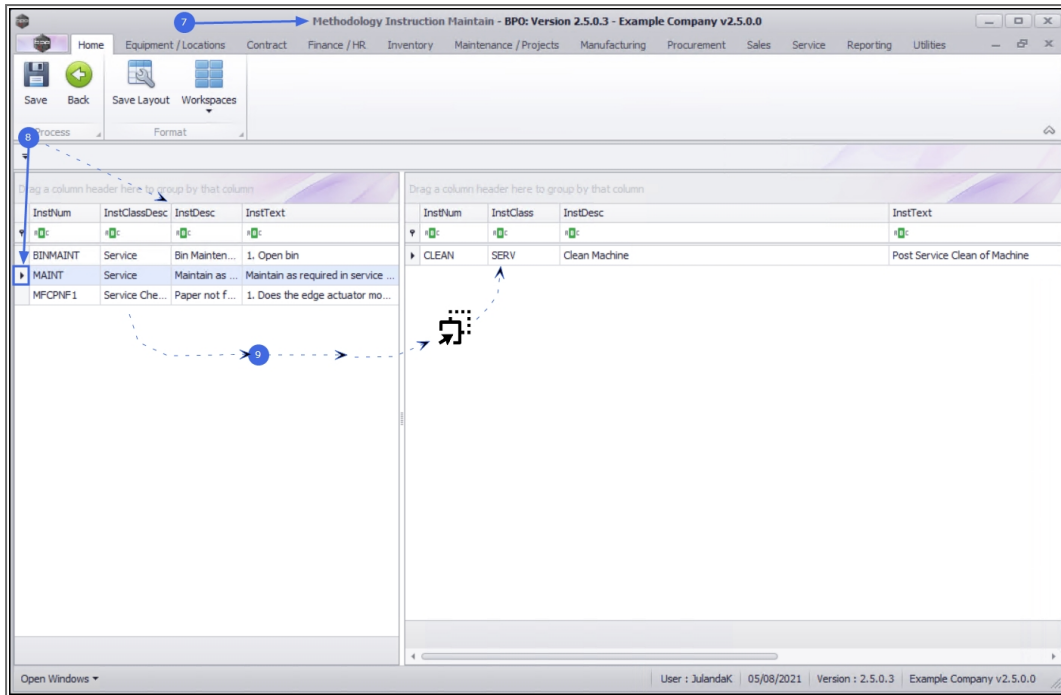 7
Methodology Instruction Maintain - BPO: Version 2.5.0.3 - Example Company v2.5.0.0
BPO
Home Equipment / Locations Contract Finance / HR Inventory Maintenance / Projects Manufacturing Procurement Sales Service Reporting Utilities
Save Back Save Layout Workspaces
8 Process Format
Drag a column header here to group by that column Drag a column header here to group by that column
InstNum InstClassDesc InstDesc InstText InstNum InstClass InstDesc InstText
BINMAINT Service Bin Mainten... 1. Open bin CLEAN SERV Clean Machine Post Service Clean of Machine
MAINT Service Maintain as ... Maintain as required in service ...
MFCPNF1 Service Che... Paper not f... 1. Does the edge actuator mo...
9
Open Windows User : JulandaK 05/08/2021 Version : 2.5.0.3 Example Company v2.5.0.0